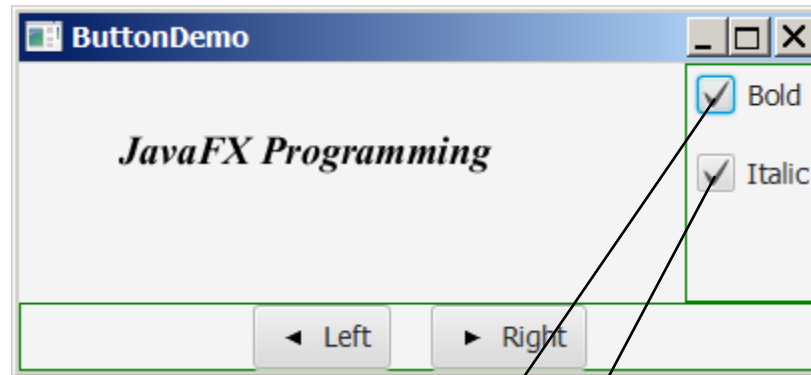 ButtonDemo
Bold
JavaFX Programming
Italic
Left
Right